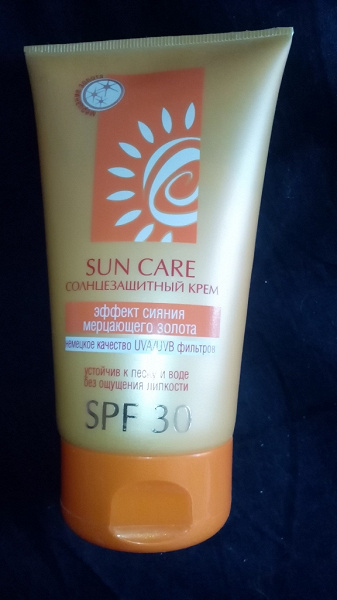 SUN CARE
СОЛНЦЕЗАЩИТНЫЙ КРЕМ
эффект сияния
мерцающего золота
немецкое качество UVA/UVB фильтров
устойчив к песку и воде
без ощущения липкости
SPF 30